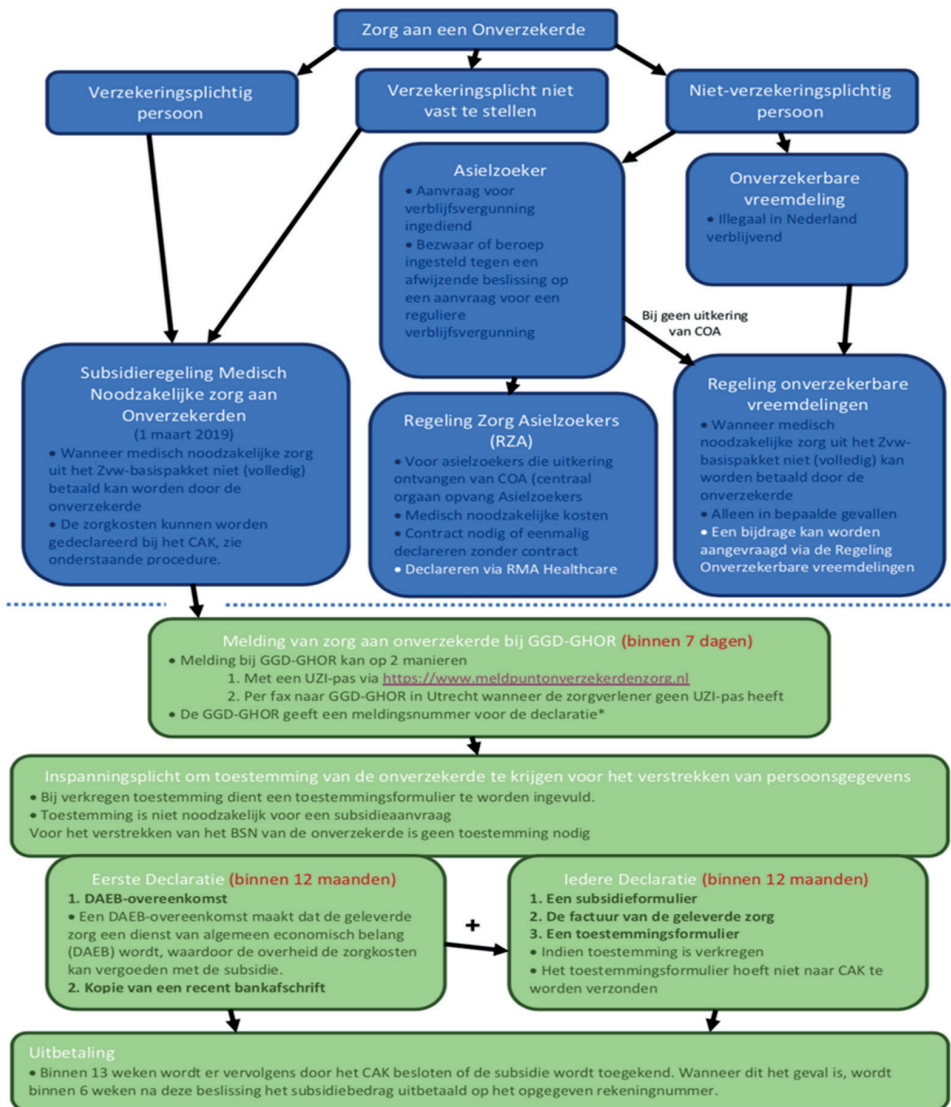 Zorg aan een Onverzekerde
Verzekeringsplichtig
persoon
Verzekeringsplicht niet
vast te stellen
Niet-verzekeringsplichtig
persoon
Asielzoeker
• Aanvraag voor
verblijfsvergunning
ingediend
• Bezwaar of beroep
ingesteld tegen een
afwijzende beslissing op
een aanvraag voor een
reguliere
verblijfsvergunning
Onverzekerbare
vreemdeling
• Illegaal in Nederland
verblijvend
Bij geen uitkering
van COA
Subsidieregeling Medisch
Noodzakelijke zorg aan
Onverzekerden
(1 maart 2019)
• Wanneer medisch noodzakelijke zorg
uit het Zvw-basispakket niet (volledig)
betaald kan worden door de
onverzekerde
• De zorgkosten kunnen worden
gedeclareerd bij het CAK, zie
onderstaande procedure.
Regeling Zorg Asielzoekers
(RZA)
• Voor asielzoekers die uitkering
ontvangen van COA (centraal
orgaan opvang Asielzoekers
• Medisch noodzakelijke kosten
• Contract nodig of eenmalig
declareren zonder contract
• Declareren via RMA Healthcare
Regeling onverzekerbare
vreemdelingen
• Wanneer medisch
noodzakelijke zorg uit het Zvw-
basispakket niet (volledig) kan
worden betaald door de
onverzekerde
• Alleen in bepaalde gevallen
• Een bijdrage kan worden
aangevraagd via de Regeling
Onverzekerbare vreemdelingen
Melding van zorg aan onverzekerde bij GGD-GHOR (binnen 7 dagen)
• Melding bij GGD-GHOR kan op 2 manieren
1. Met een UZI-pas via https://www.meldpuntonverzekerdenzorg.nl
2. Per fax naar GGD-GHOR in Utrecht wanneer de zorgverlener geen UZI-pas heeft
• De GGD-GHOR geeft een meldingsnummer voor de declaratie*
Inspanningsplicht om toestemming van de onverzekerde te krijgen voor het verstrekken van persoonsgegevens
• Bij verkregen toestemming dient een toestemmingsformulier te worden ingevuld.
• Toestemming is niet noodzakelijk voor een subsidieaanvraag
Voor het verstrekken van het BSN van de onverzekerde is geen toestemming nodig
Eerste Declaratie (binnen 12 maanden)
1. DAEB-overeenkomst
• Een DAEB-overeenkomst maakt dat de geleverde
zorg een dienst van algemeen economisch belang
(DAEB) wordt, waardoor de overheid de zorgkosten
kan vergoeden met de subsidie.
2. Kopie van een recent bankafschrift
+
Iedere Declaratie (binnen 12 maanden)
1. Een subsidieformulier
2. De factuur van de geleverde zorg
3. Een toestemmingsformulier
• Indien toestemming is verkregen
• Het toestemmingsformulier hoeft niet naar CAK te
worden verzonden
Uitbetaling
• Binnen 13 weken wordt er vervolgens door het CAK besloten of de subsidie wordt toegekend. Wanneer dit het geval is, wordt
binnen 6 weken na deze beslissing het subsidiebedrag uitbetaald op het opgegeven rekeningnummer.